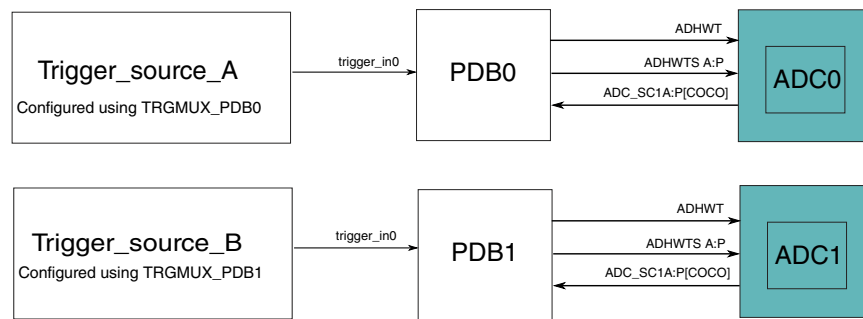 Trigger_source_A
Configured using TRGMUX_PDB0
trigger_in0
PDB0
ADHWT
ADHWTS A:P
ADC_SC1A:P[COCO]
ADC0
Trigger_source_B
Configured using TRGMUX_PDB1
trigger_in0
PDB1
ADHWT
ADHWTS A:P
ADC_SC1A:P[COCO]
ADC1